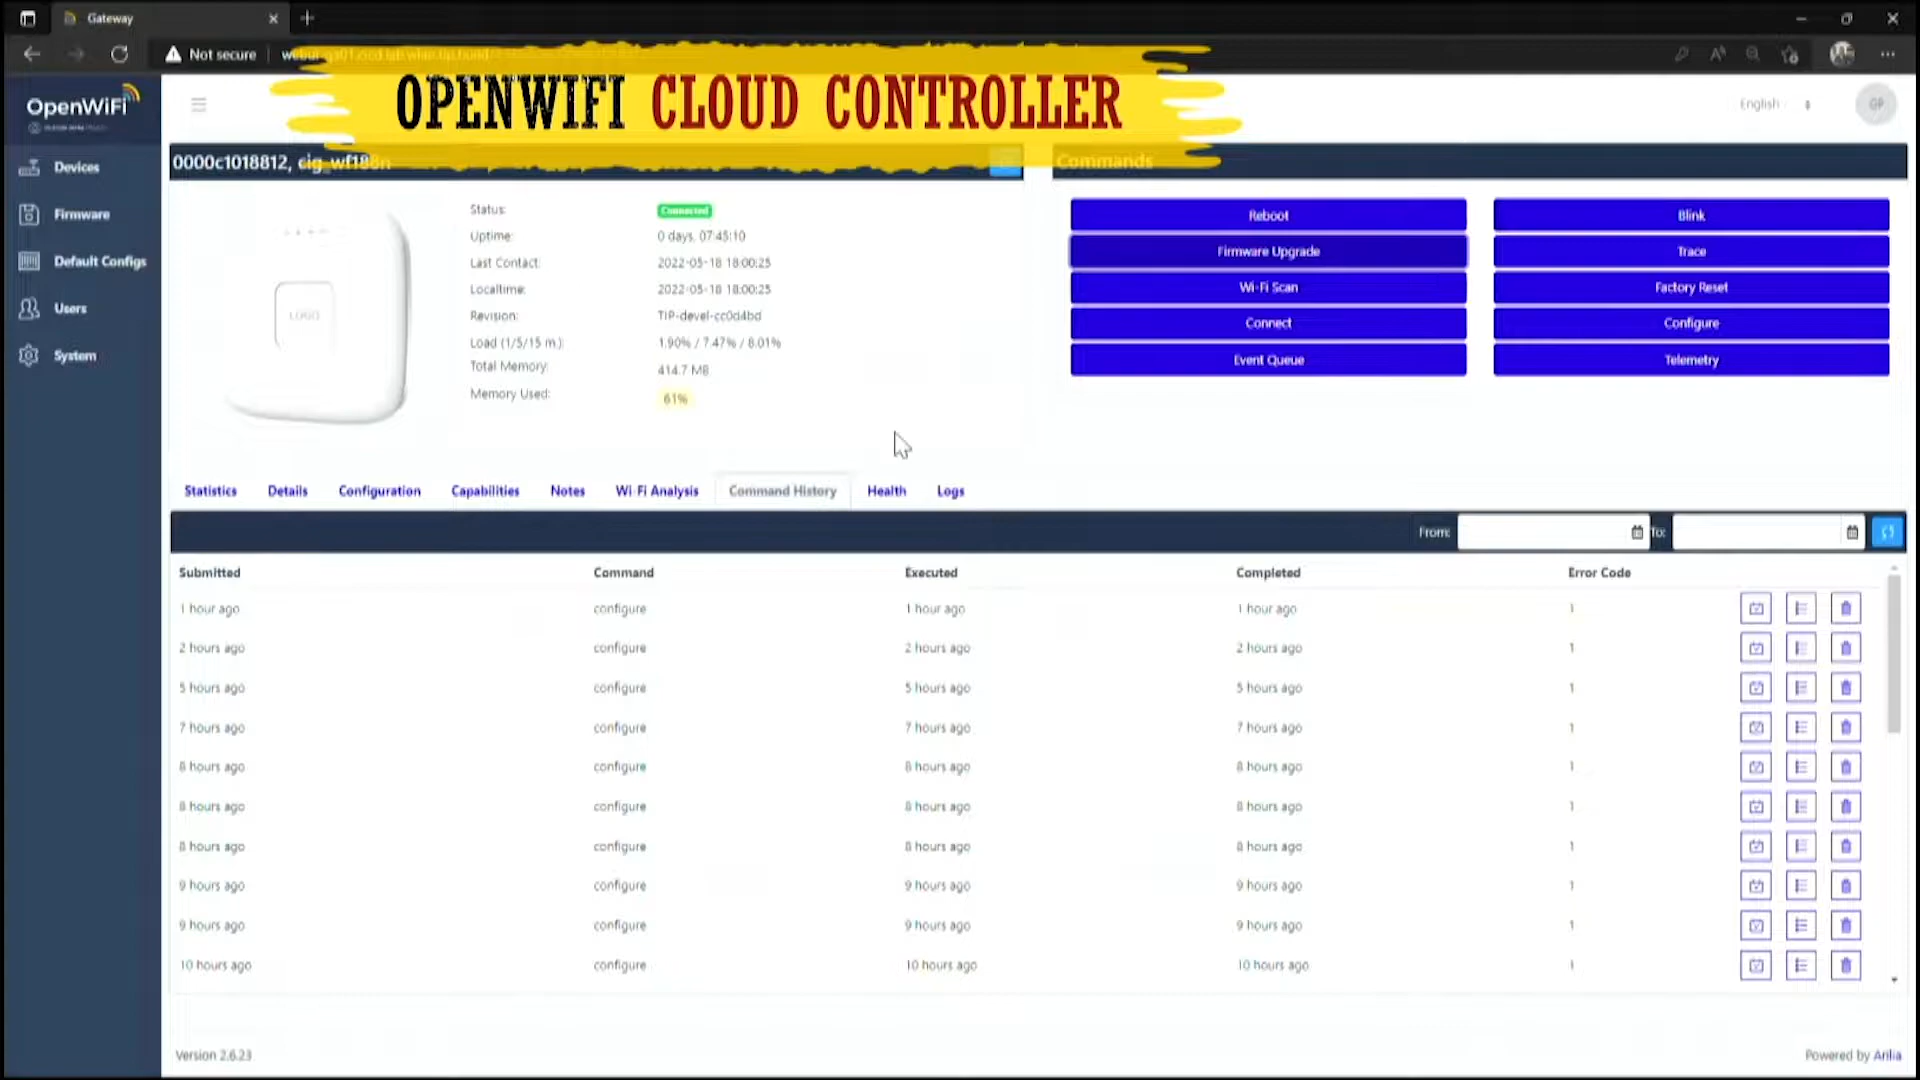 Gateway
Not secure
OPENWIFI CLOUD CONTROLLER
OpenWiFi
English
GP
Devices
Firmware
Default Configs
Users
System
0000c1018812, cig_wf188n
Commands
LOGO
Status: Connected
Uptime: 0 days, 07:45:10
Last Contact: 2022-05-18 18:00:25
Localtime: 2022-05-18 18:00:25
Revision: TIP-devel-cc0d4bd
Load (1/5/15 m.): 1.90% / 7.47% / 8.01%
Total Memory: 414.7 MB
Memory Used: 61%
Reboot Blink
Firmware Upgrade Trace
Wi-Fi Scan Factory Reset
Connect Configure
Event Queue Telemetry
Statistics Details Configuration Capabilities Notes Wi-Fi Analysis Command History Health Logs
From: To:
Submitted Command Executed Completed Error Code
1 hour ago configure 1 hour ago 1 hour ago 1
2 hours ago configure 2 hours ago 2 hours ago 1
5 hours ago configure 5 hours ago 5 hours ago 1
7 hours ago configure 7 hours ago 7 hours ago 1
8 hours ago configure 8 hours ago 8 hours ago 1
8 hours ago configure 8 hours ago 8 hours ago 1
8 hours ago configure 8 hours ago 8 hours ago 1
9 hours ago configure 9 hours ago 9 hours ago 1
9 hours ago configure 9 hours ago 9 hours ago 1
10 hours ago configure 10 hours ago 10 hours ago 1
Version 2.6.23
Powered by Arilia